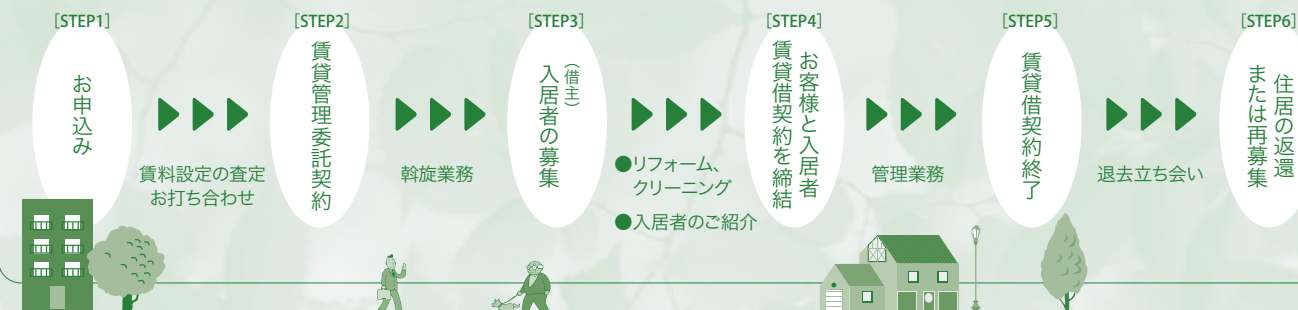 [STEP1]
お申込み
賃料設定の査定
お打ち合わせ
[STEP2]
賃貸管理委託契約
斡旋業務
[STEP3]
(借主)
入居者の募集
●リフォーム、
クリーニング
●入居者のご紹介
[STEP4]
お客様と入居者
賃貸借契約を締結
管理業務
[STEP5]
賃貸借契約終了
退去立ち会い
[STEP6]
住居の返還
または再募集